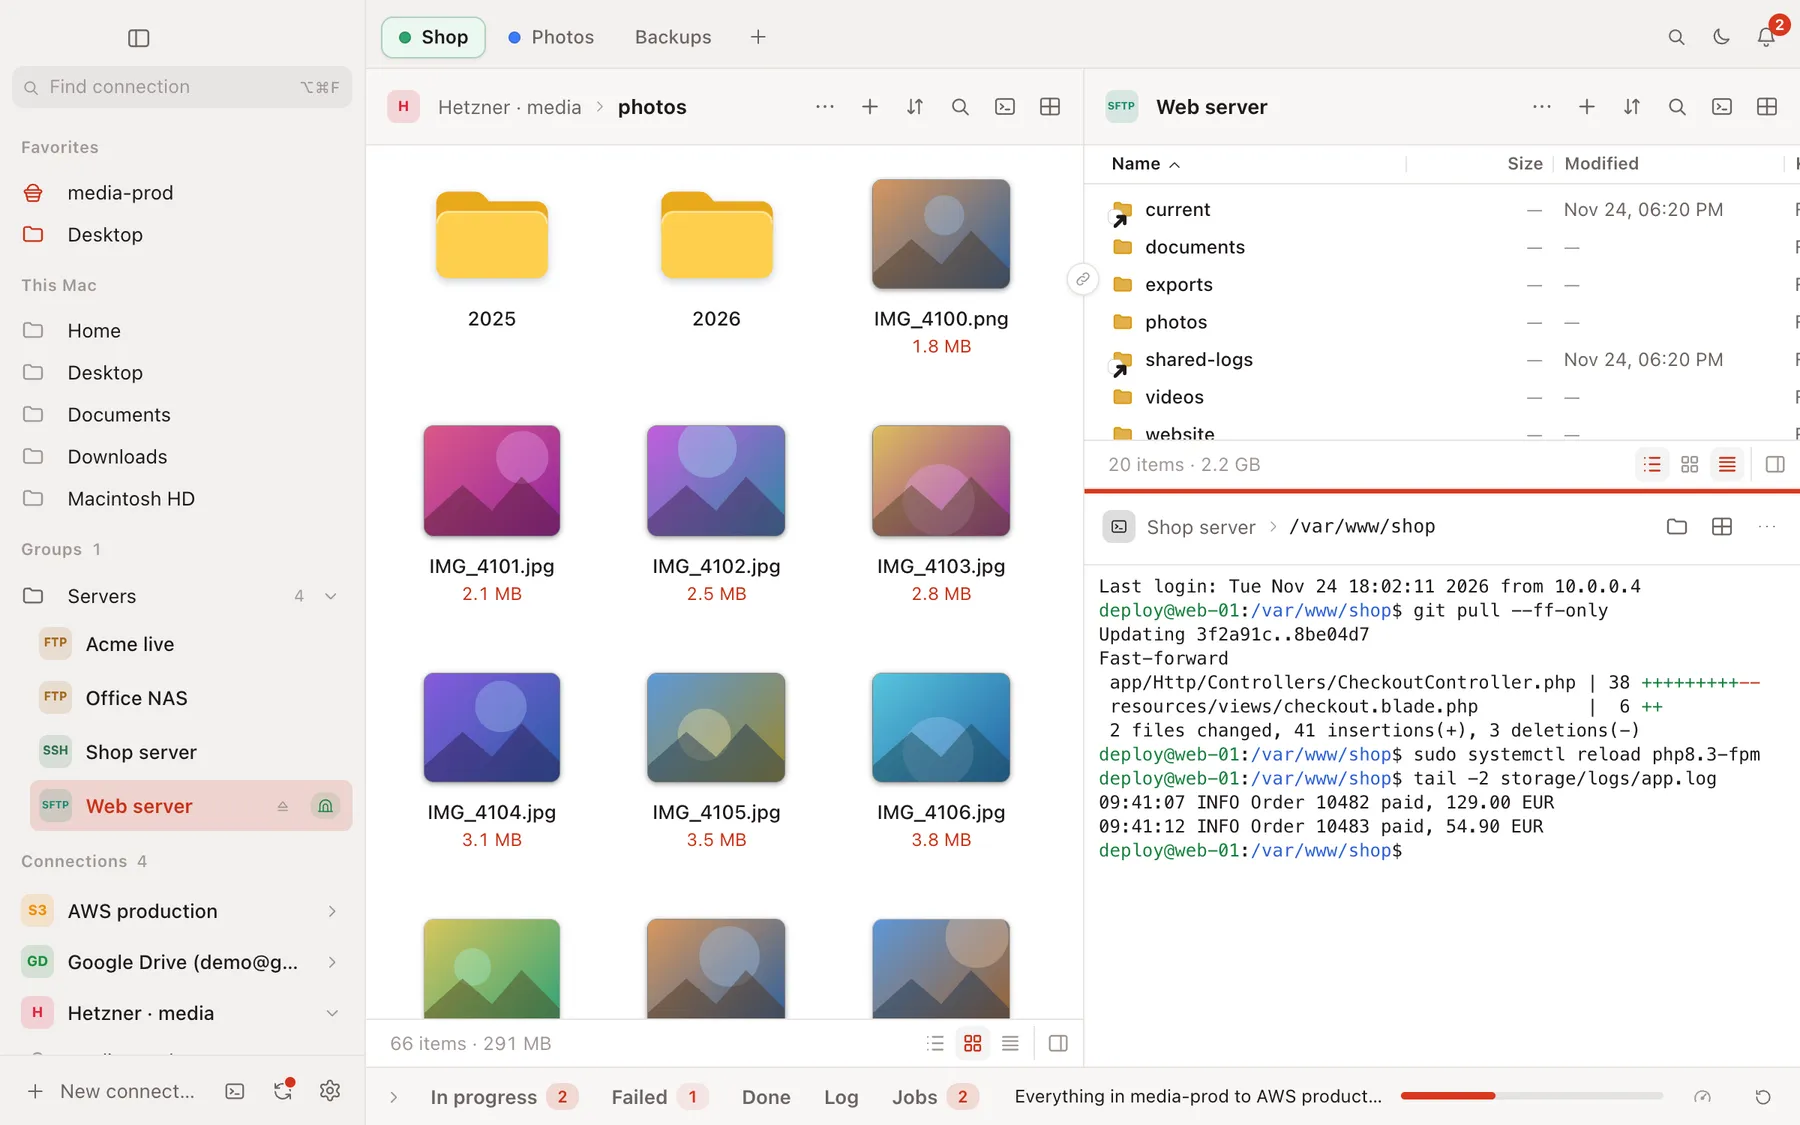 Find connection
⌥⌘F
Favorites
media-prod
Desktop
This Mac
Home
Desktop
Documents
Downloads
Macintosh HD
Groups 1
Servers 4
FTP Acme live
FTP Office NAS
SSH Shop server
SFTP Web server
Connections 4
S3 AWS production
GD Google Drive (demo@g...
H Hetzner · media
New connect...
Shop
Photos
Backups
2
H Hetzner · media photos
2025
2026
IMG_4100.png
1.8 MB
IMG_4101.jpg
2.1 MB
IMG_4102.jpg
2.5 MB
IMG_4103.jpg
2.8 MB
IMG_4104.jpg
3.1 MB
IMG_4105.jpg
3.5 MB
IMG_4106.jpg
3.8 MB
66 items · 291 MB
SFTP Web server
Name Size Modified
current — Nov 24, 06:20 PM
documents — —
exports — —
photos — —
shared-logs — Nov 24, 06:20 PM
videos — —
website — —
20 items · 2.2 GB
Shop server /var/www/shop
Last login: Tue Nov 24 18:02:11 2026 from 10.0.0.4
deploy@web-01:/var/www/shop$ git pull --ff-only
Updating 3f2a91c..8be04d7
Fast-forward
app/Http/Controllers/CheckoutController.php | 38 +++++++++--
resources/views/checkout.blade.php | 6 ++
2 files changed, 41 insertions(+), 3 deletions(-)
deploy@web-01:/var/www/shop$ sudo systemctl reload php8.3-fpm
deploy@web-01:/var/www/shop$ tail -2 storage/logs/app.log
09:41:07 INFO Order 10482 paid, 129.00 EUR
09:41:12 INFO Order 10483 paid, 54.90 EUR
deploy@web-01:/var/www/shop$
In progress 2
Failed 1
Done
Log
Jobs 2
Everything in media-prod to AWS product...